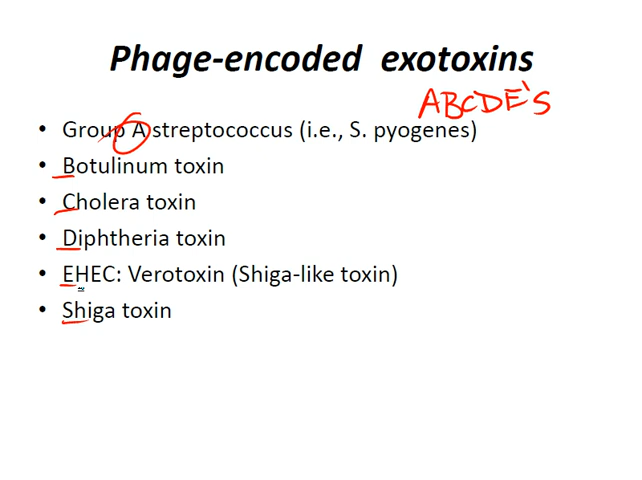 Phage-encoded exotoxins
ABCDE'S
• Group A streptococcus (i.e., S. pyogenes)
• Botulinum toxin
• Cholera toxin
• Diphtheria toxin
• EHEC: Verotoxin (Shiga-like toxin)
• Shiga toxin